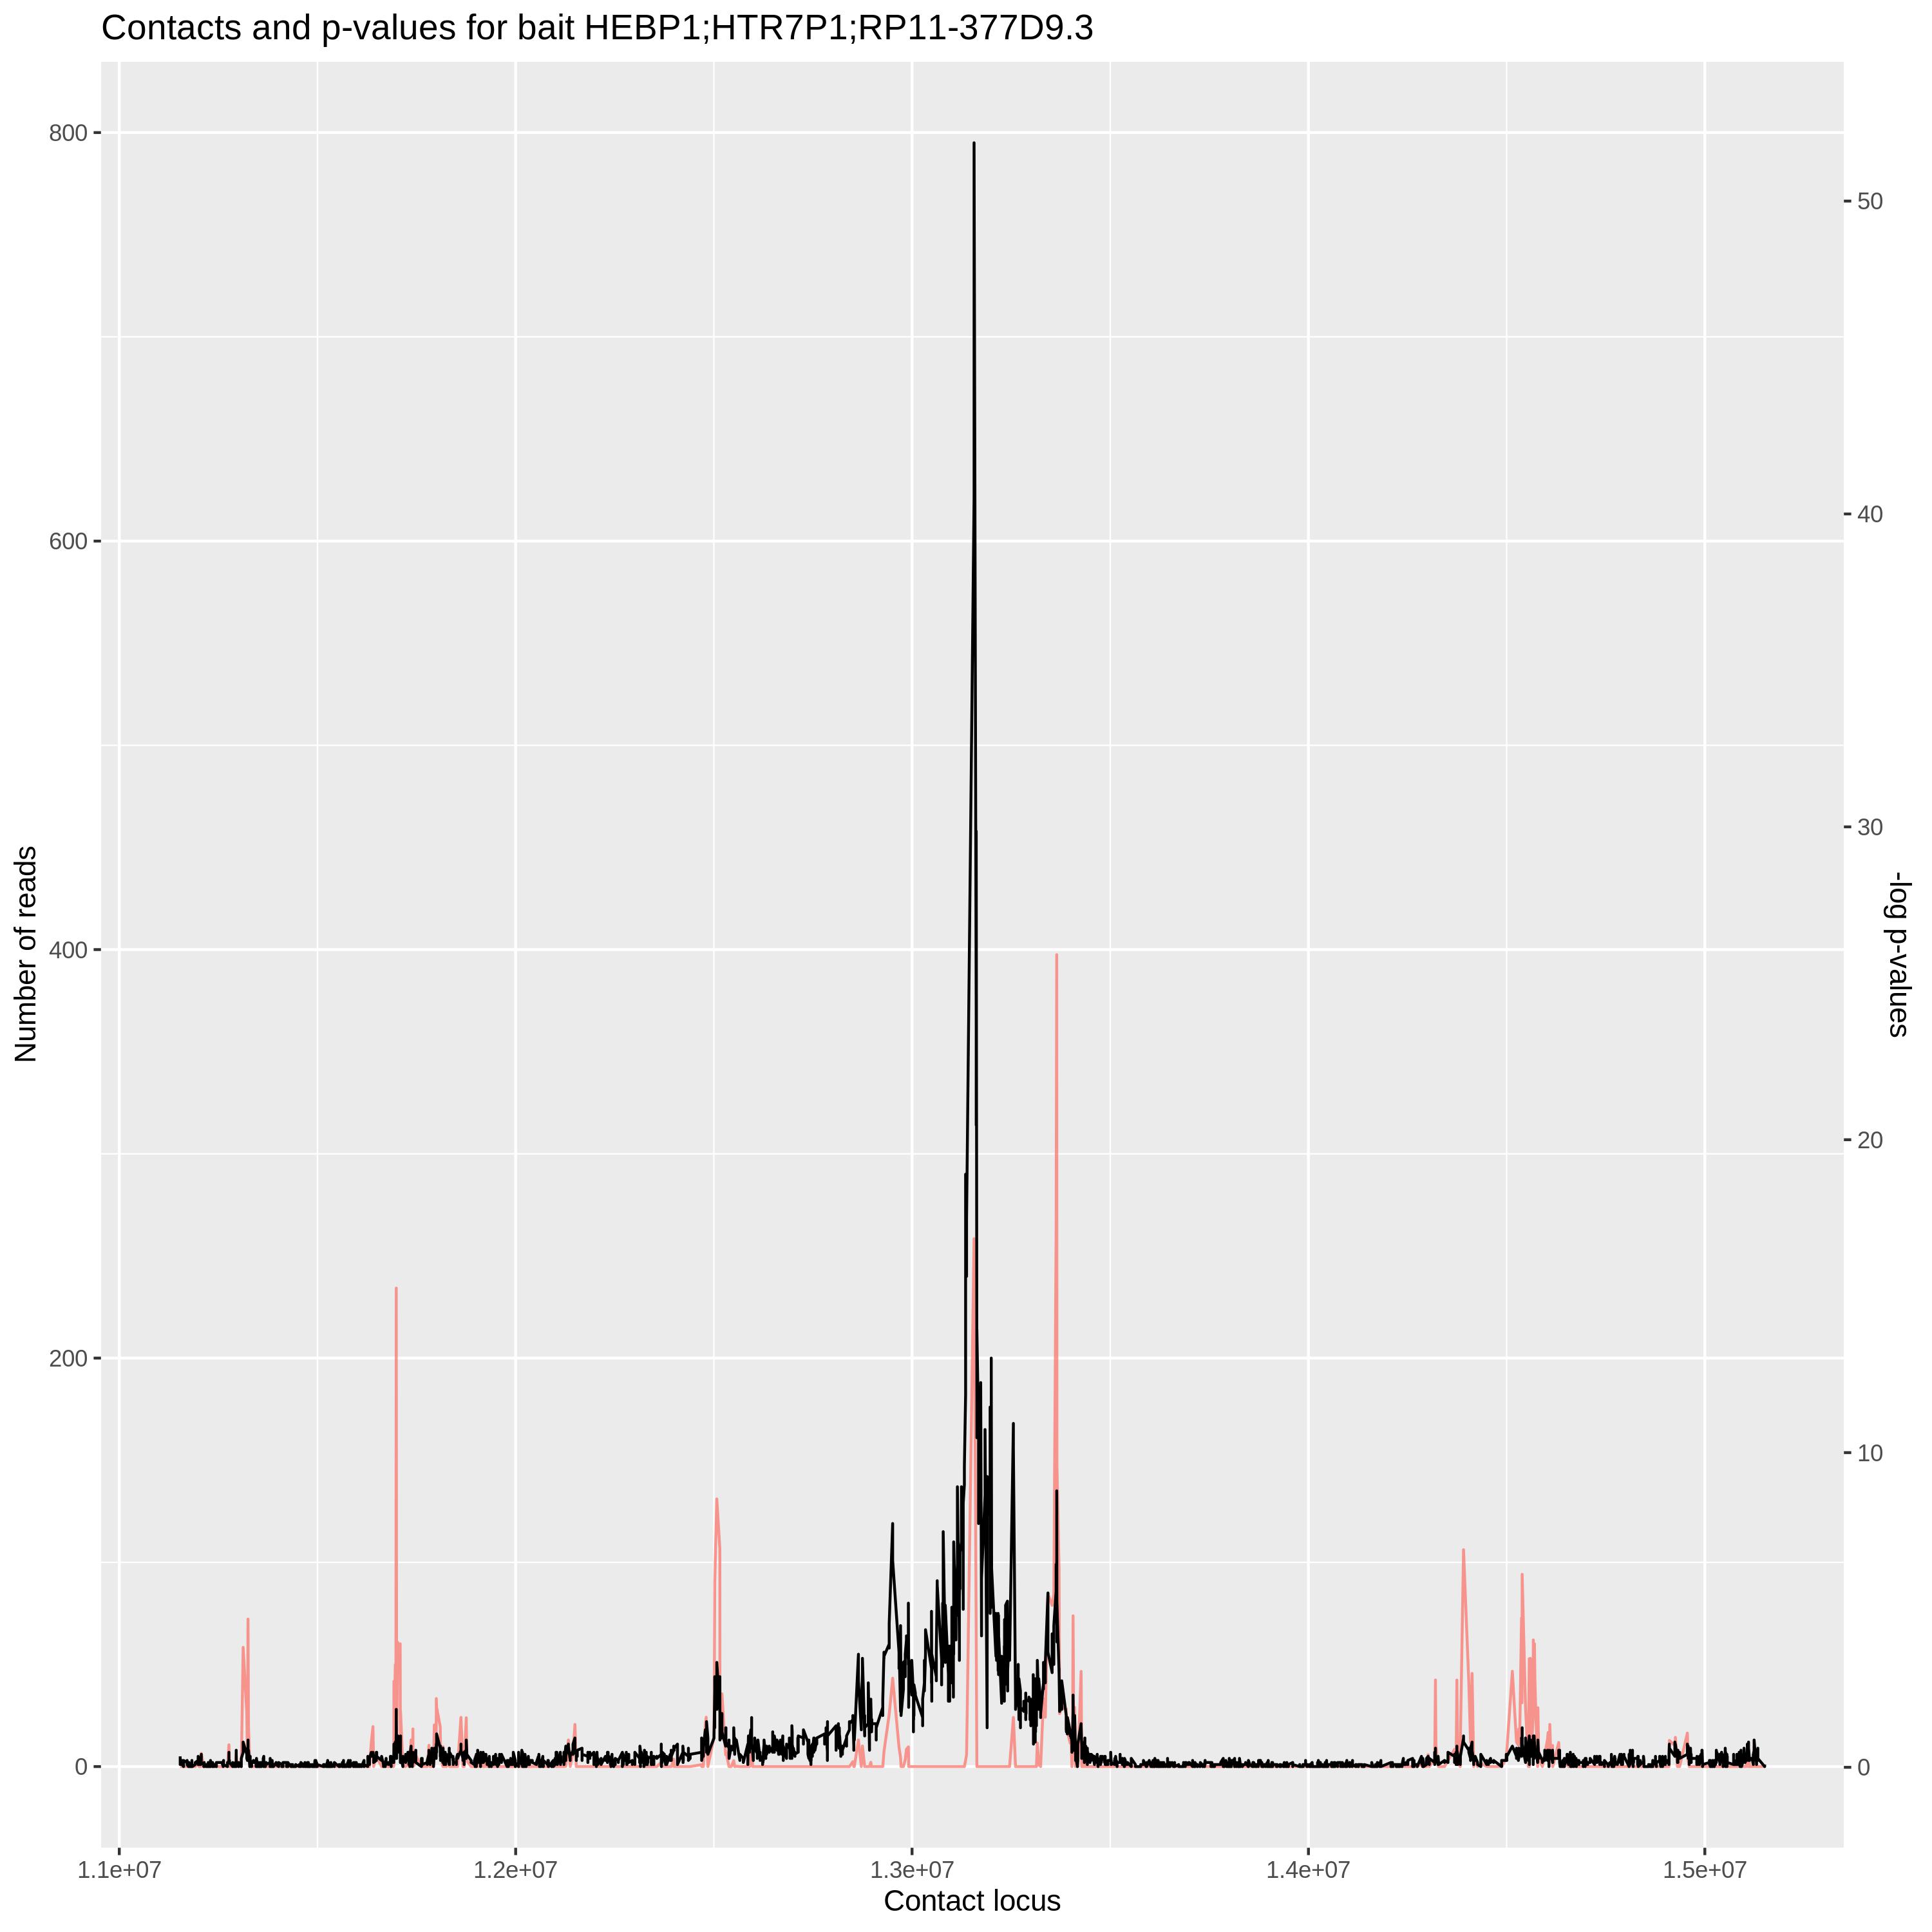 Contacts and p-values for bait HEBP1;HTR7P1;RP11-377D9.3
800
600
400
200
0
Number of reads
50
40
30
20
10
0
-log p-values
1.1e+07
1.2e+07
1.3e+07
1.4e+07
1.5e+07
Contact locus